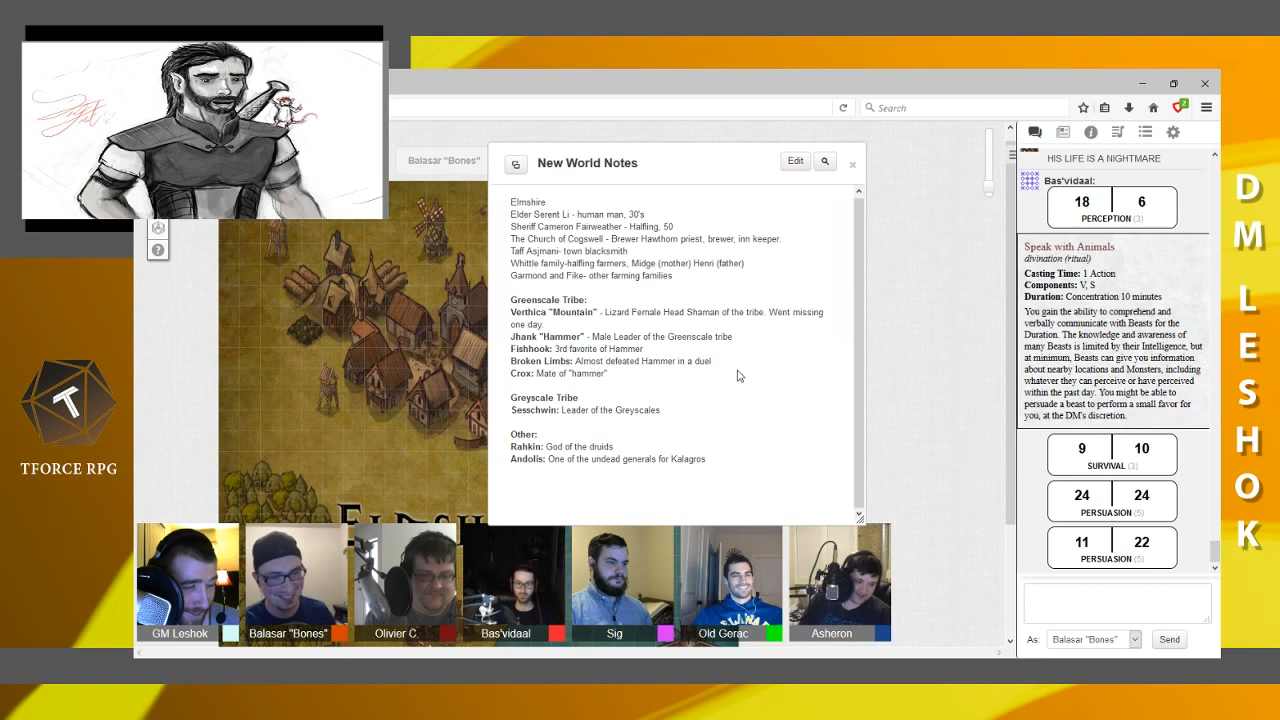 Search
2
Balasar "Bones"
New World Notes
Edit
Elmshire
Elder Serent Li - human man, 30's
Sheriff Cameron Fairweather - Halfling, 50
The Church of Cogswell - Brewer Hawthorn priest, brewer, inn keeper.
Taff Asjmani- town blacksmith
Whittle family-halfling farmers, Midge (mother) Henri (father)
Garmond and Fike- other farming families
Greenscale Tribe:
Verthica "Mountain" - Lizard Female Head Shaman of the tribe. Went missing
one day.
Jhank "Hammer" - Male Leader of the Greenscale tribe
Fishhook: 3rd favorite of Hammer
Broken Limbs: Almost defeated Hammer in a duel
Crox: Mate of "hammer"
Greyscale Tribe
Sesschwin: Leader of the Greyscales
Other:
Rahkin: God of the druids
Andolis: One of the undead generals for Kalagros
HIS LIFE IS A NIGHTMARE
Bas'vidaal:
18 6
PERCEPTION (3)
Speak with Animals
divination (ritual)
Casting Time: 1 Action
Components: V, S
Duration: Concentration 10 minutes
You gain the ability to comprehend and
verbally communicate with Beasts for the
Duration. The knowledge and awareness of
many Beasts is limited by their Intelligence, but
at minimum, Beasts can give you information
about nearby locations and Monsters, including
whatever they can perceive or have perceived
within the past day. You might be able to
persuade a beast to perform a small favor for
you, at the DM's discretion.
9 10
SURVIVAL (3)
24 24
PERSUASION (5)
11 22
PERSUASION (5)
As: Balasar "Bones" Send
T
TFORCE RPG
DM LESHOK
GM Leshok
Balasar "Bones"
Olivier C.
Bas'vidaal
Sig
Old Gerac
Asheron